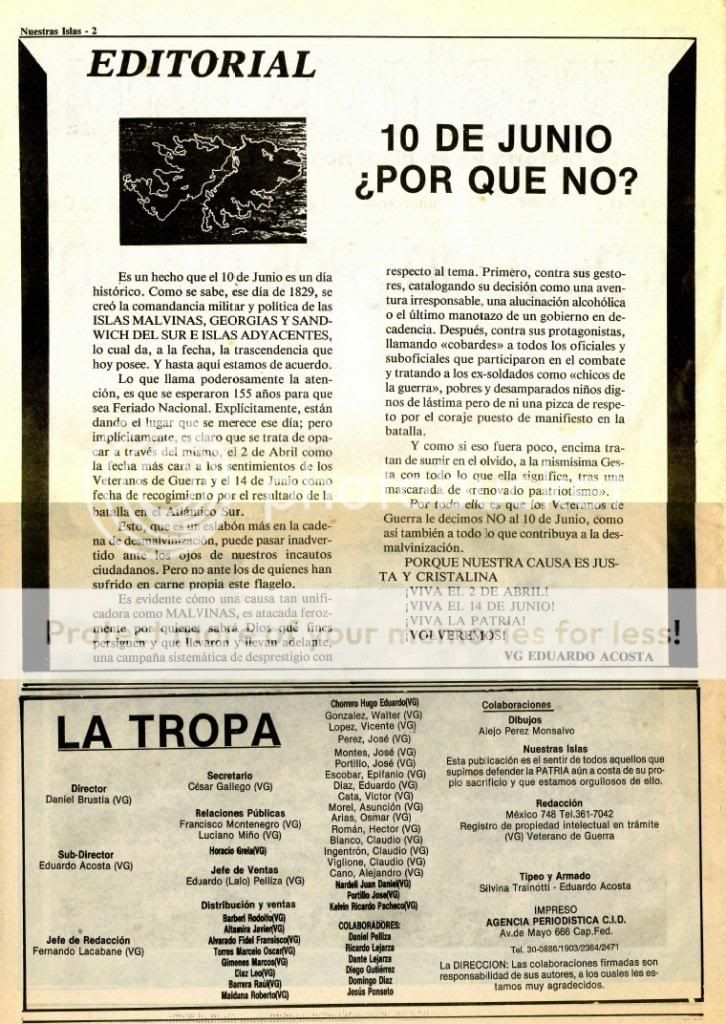 Nuestras Islas - 2
EDITORIAL
10 DE JUNIO
¿POR QUE NO?
Es un hecho que el 10 de Junio es un día
histórico. Como se sabe, ese día de 1829, se
creó la comandancia militar y política de las
ISLAS MALVINAS, GEORGIAS Y SAND-
WICH DEL SUR E ISLAS ADYACENTES,
lo cual da, a la fecha, la trascendencia que
hoy posee. Y hasta aquí estamos de acuerdo.
Lo que llama poderosamente la aten-
ción, es que se esperaron 155 años para que
sea Feriado Nacional. Explícitamente, están
dando el lugar que se merece ese día; pero
implícitamente, es claro que se trata de opa-
car a través del mismo, el 2 de Abril como
la fecha más cara a los sentimientos de los
Veteranos de Guerra y el 14 de Junio como
fecha de recogimiento por el resultado de la
batalla en el Atlántico Sur.
Esto, que es un eslabón más en la cade-
na de desmalvinización, puede pasar inadver-
tido ante los ojos de nuestros incautos
ciudadanos. Pero no ante los de quienes han
sufrido en carne propia este flagelo.
Es evidente cómo una causa tan unifi-
cadora como MALVINAS, es atacada feroz-
mente por quienes sabrá Dios qué fines
persiguen y que llevaron y llevan adelante,
una campaña sistemática de desprestigio con
respecto al tema. Primero, contra sus gesto-
res, catalogando su decisión como una aven-
tura irresponsable, una alucinación alcohólica
o el último manotazo de un gobierno en de-
cadencia. Después, contra sus protagonistas,
llamando «cobardes» a todos los oficiales y
suboficiales que participaron en el combate
y tratando a los ex-soldados como «chicos de
la guerra», pobres y desamparados niños dig-
nos de lástima pero de ni una pizca de respe-
to por el coraje puesto de manifiesto en la
batalla.
Y como si eso fuera poco, encima tra-
tan de sumir en el olvido, a la mismísima Ges-
ta con todo lo que ella significa, tras una
mascarada de «renovado paatriotismo».
Por todo ello es que los Veteranos de
Guerra le decimos NO al 10 de Junio, como
así también a todo lo que contribuya a la des-
malvinización.
PORQUE NUESTRA CAUSA ES JUS-
TA Y CRISTALINA
¡VIVA EL 2 DE ABRIL!
¡VIVA EL 14 DE JUNIO!
¡VIVA LA PATRIA!
¡VOLVEREMOS!
VG EDUARDO ACOSTA
Protect more of your memories for less!
LA TROPA
Director
Daniel Brustia (VG)
Sub-Director
Eduardo Acosta (VG)
Jefe de Redacción
Fernando Lacabane (VG)
Secretario
César Gallego (VG)
Relaciones Públicas
Francisco Montenegro (VG)
Luciano Miño (VG)
Horacio Grela(VG)
Jefe de Ventas
Eduardo (Lalo) Pelliza (VG)
Distribución y ventas
Barberi Rodolfo(VG)
Altamira Javier(VG)
Alvarado Fidel Fransisco(VG)
Torres Marcelo Oscar(VG)
Gimenes Marcos(VG)
Diaz Leo(VG)
Barrera Raúl(VG)
Maidana Roberto(VG)
Chorrero Hugo Eduardo(VG)
Gonzalez, Walter (VG)
Lopez, Vicente (VG)
Perez, José (VG)
Montes, José (VG)
Portillo, José (VG)
Escobar, Epifanio (VG)
Díaz, Eduardo (VG)
Cata, Victor (VG)
Morel, Asunción (VG)
Arias, Osmar (VG)
Román, Hector (VG)
Blanco, Claudio (VG)
Ingentrón, Claudio (VG)
Viglione, Claudio (VG)
Cano, Alejandro (VG)
Nardell Juan Daniel(VG)
Portillo Jose(VG)
Kelvin Ricardo Pacheco(VG)
COLABORADORES:
Daniel Pelliza
Ricardo Lejarza
Dante Lejarza
Diego Gutiérrez
Domingo Diaz
Jesús Ponseto
Colaboraciones
Dibujos
Alejo Perez Monsalvo
Nuestras Islas
Esta publicación es el sentir de todos aquellos que
supimos defender la PATRIA aún a costa de su pro-
pio sacrificio y que estamos orgullosos de ello.
Redacción
México 748 Tel.361-7042
Registro de propiedad intelectual en trámite
(VG) Veterano de Guerra
Tipeo y Armado
Silvina Trainotti - Eduardo Acosta
IMPRESO
AGENCIA PERIODISTICA C.I.D.
Av.de Mayo 666 Cap.Fed.
Tel. 30-0886/1903/2364/2471
La DIRECCION: Las colaboraciones firmadas son
responsabilidad de sus autores, a los cuales les es-
tamos muy agradecidos.